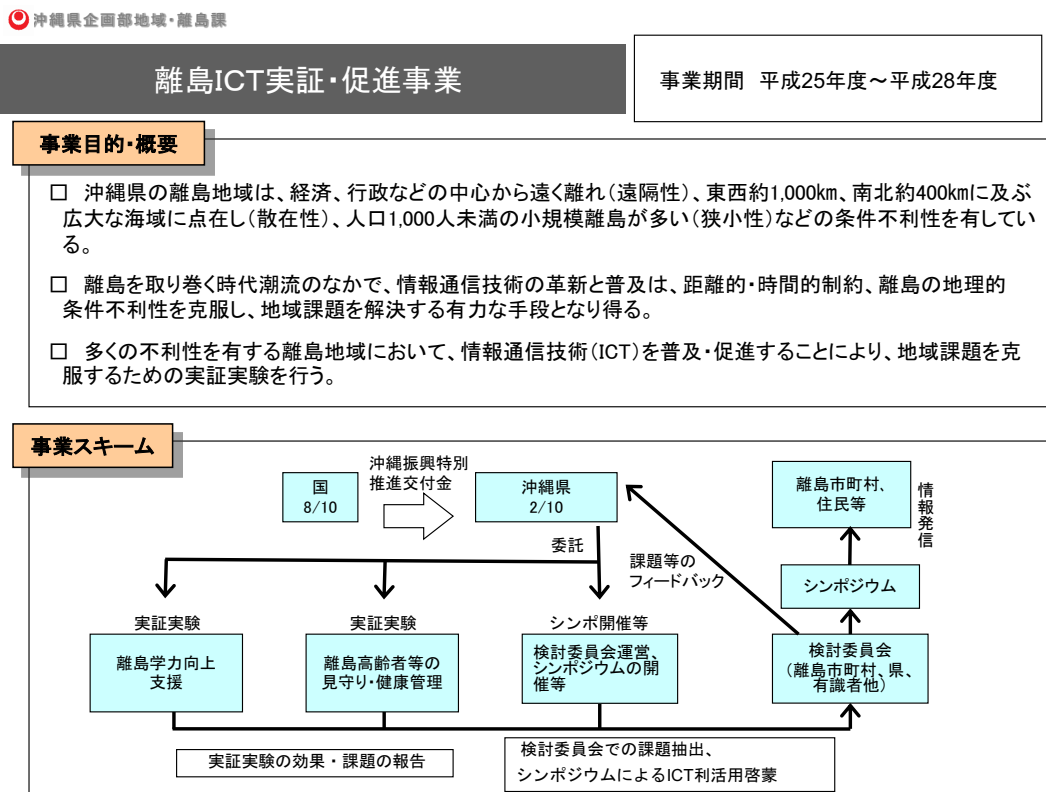 沖縄県企画部地域・離島課
離島ICT実証・促進事業
事業期間 平成25年度～平成28年度
事業目的・概要
□ 沖縄県の離島地域は、経済、行政などの中心から遠く離れ（遠隔性）、東西約1,000㎞、南北約400㎞に及ぶ
広大な海域に点在し（散在性）、人口1,000人未満の小規模離島が多い（狭小性）などの条件不利性を有してい
る。
□ 離島を取り巻く時代潮流のなかで、情報通信技術の革新と普及は、距離的・時間的制約、離島の地理的
条件不利性を克服し、地域課題を解決する有力な手段となり得る。
□ 多くの不利性を有する離島地域において、情報通信技術（ICT）を普及・促進することにより、地域課題を克
服するための実証実験を行う。
事業スキーム
国
8/10
沖縄振興特別
推進交付金
沖縄県
2/10
離島市町村、
住民等
情報発信
委託
課題等の
フィードバック
シンポジウム
実証実験
離島学力向上
支援
実証実験
離島高齢者等の
見守り・健康管理
シンポ開催等
検討委員会運営、
シンポジウムの開
催等
検討委員会
（離島市町村、県、
有識者他）
実証実験の効果・課題の報告
検討委員会での課題抽出、
シンポジウムによるICT利活用啓蒙